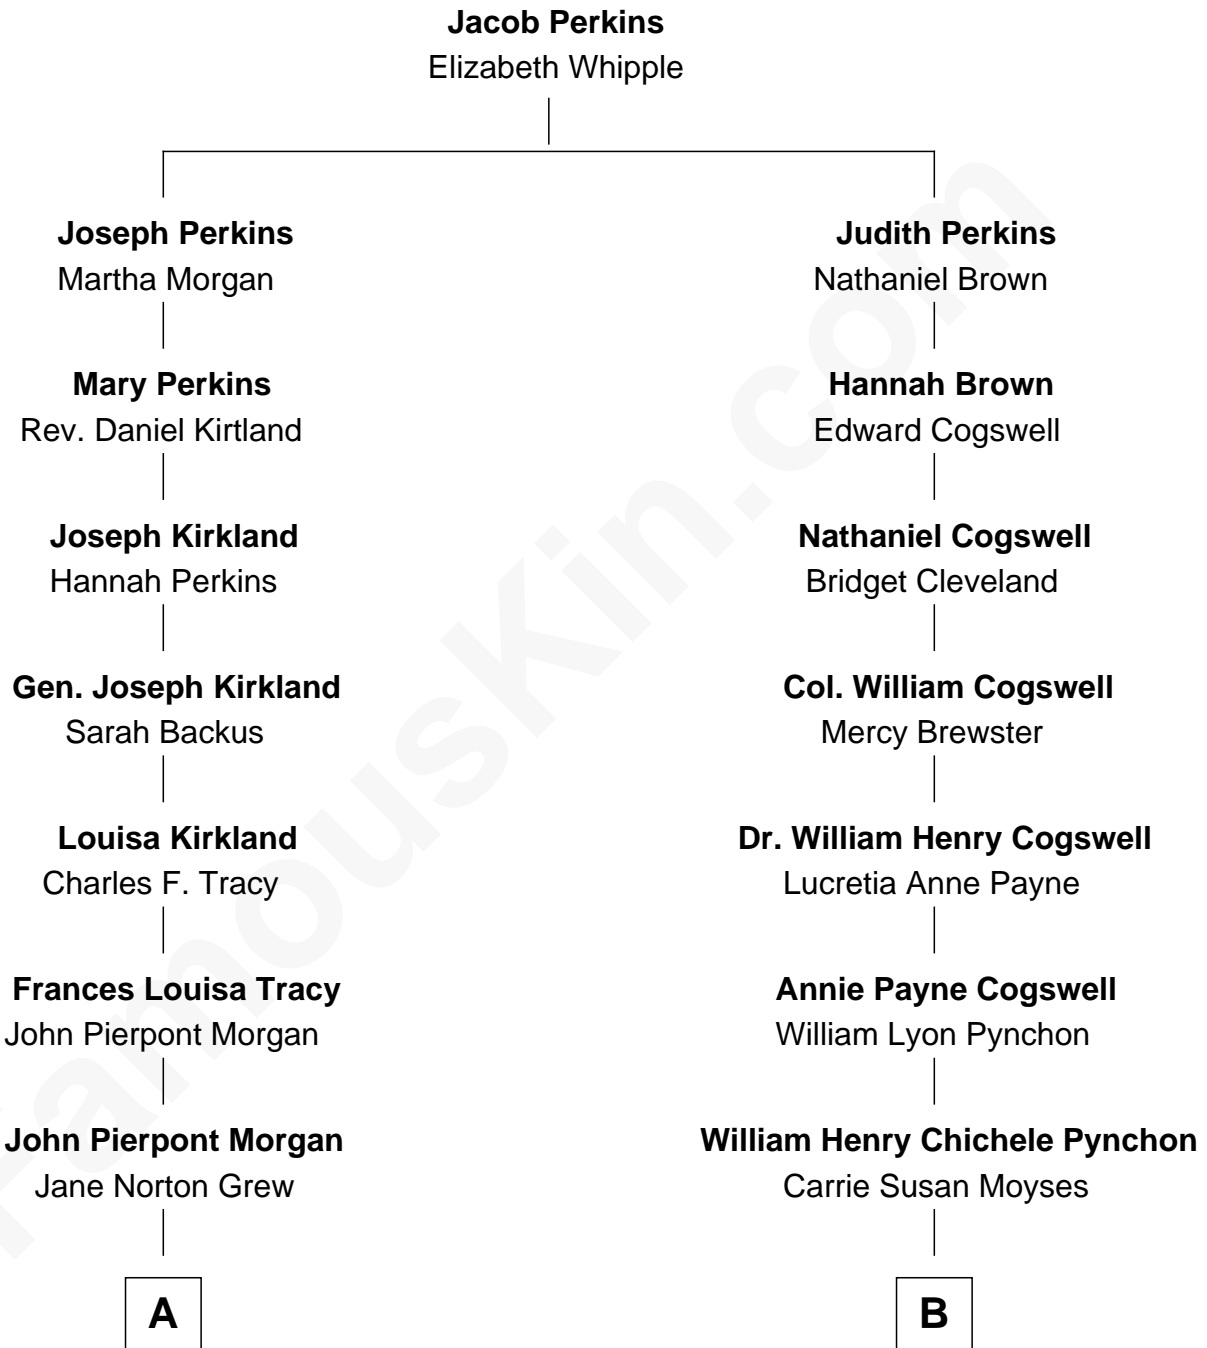 Jacob Perkins
Elizabeth Whipple
Joseph Perkins
Martha Morgan
Judith Perkins
Nathaniel Brown
Mary Perkins
Rev. Daniel Kirtland
Hannah Brown
Edward Cogswell
Joseph Kirkland
Hannah Perkins
Nathaniel Cogswell
Bridget Cleveland
Gen. Joseph Kirkland
Sarah Backus
Col. William Cogswell
Mercy Brewster
Louisa Kirkland
Charles F. Tracy
Dr. William Henry Cogswell
Lucretia Anne Payne
Frances Louisa Tracy
John Pierpont Morgan
Annie Payne Cogswell
William Lyon Pynchon
John Pierpont Morgan
Jane Norton Grew
William Henry Chichele Pynchon
Carrie Susan Moyses
A
B
FamousKin.com